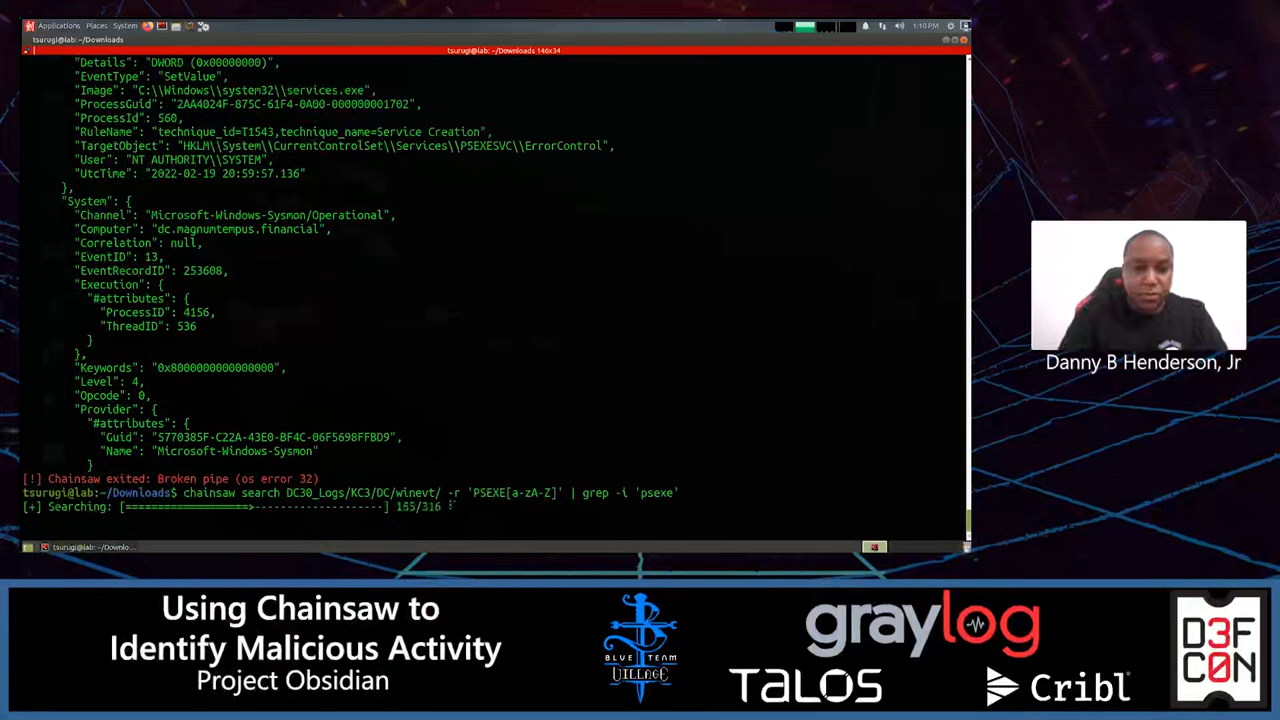 Applications Places System
1:10 PM
tsurugi@lab: ~/Downloads
tsurugi@lab: ~/Downloads 146x34
"Details": "DWORD (0x00000000)",
"EventType": "SetValue",
"Image": "C:\\Windows\\system32\\services.exe",
"ProcessGuid": "2AA4024F-875C-61F4-0A00-000000001702",
"ProcessId": 560,
"RuleName": "technique_id=T1543,technique_name=Service Creation",
"TargetObject": "HKLM\\System\\CurrentControlSet\\Services\\PSEXESVC\\ErrorControl",
"User": "NT AUTHORITY\\SYSTEM",
"UtcTime": "2022-02-19 20:59:57.136"
},
"System": {
"Channel": "Microsoft-Windows-Sysmon/Operational",
"Computer": "dc.magnumtempus.financial",
"Correlation": null,
"EventID": 13,
"EventRecordID": 253608,
"Execution": {
"#attributes": {
"ProcessID": 4156,
"ThreadID": 536
}
},
"Keywords": "0x8000000000000000",
"Level": 4,
"Opcode": 0,
"Provider": {
"#attributes": {
"Guid": "5770385F-C22A-43E0-BF4C-06F5698FFBD9",
"Name": "Microsoft-Windows-Sysmon"
}
[!] Chainsaw exited: Broken pipe (os error 32)
tsurugi@lab:~/Downloads$ chainsaw search DC30_Logs/KC3/DC/winevt/ -r 'PSEXE[a-zA-Z]' | grep -i 'psexe'
[+] Searching: [===================>--------------------] 155/316
tsurugi@lab: ~/Downlo...
Danny B Henderson, Jr
Using Chainsaw to
Identify Malicious Activity
Project Obsidian
BLUE TEAM
VILLAGE
graylog
TALOS
Cribl
D3F
C0N